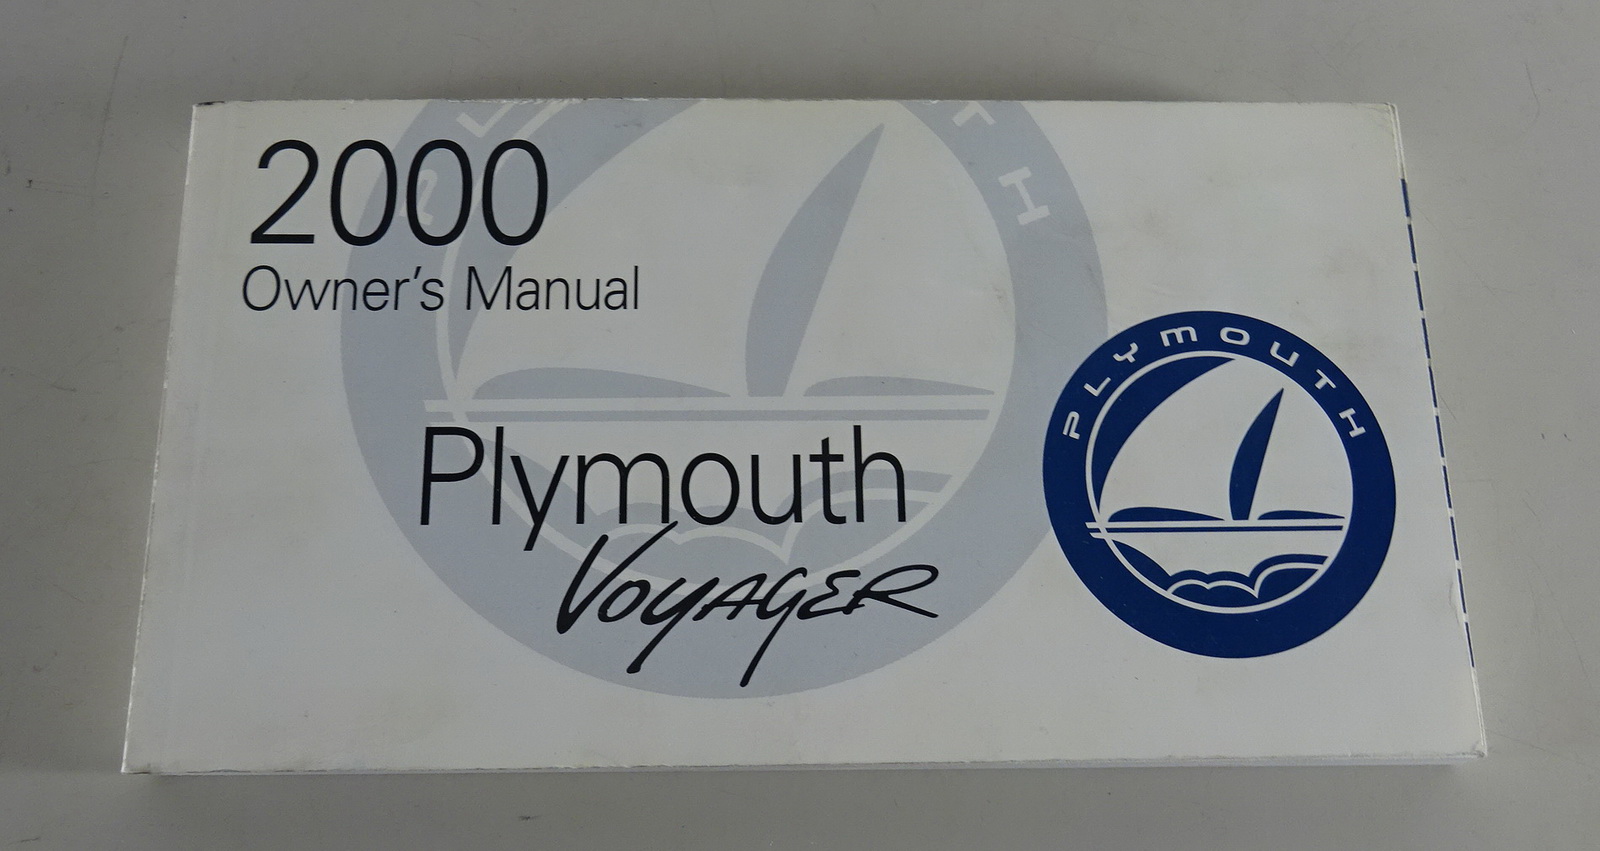 2000
Owner's Manual
Plymouth
VOYAGER
PLYMOUTH